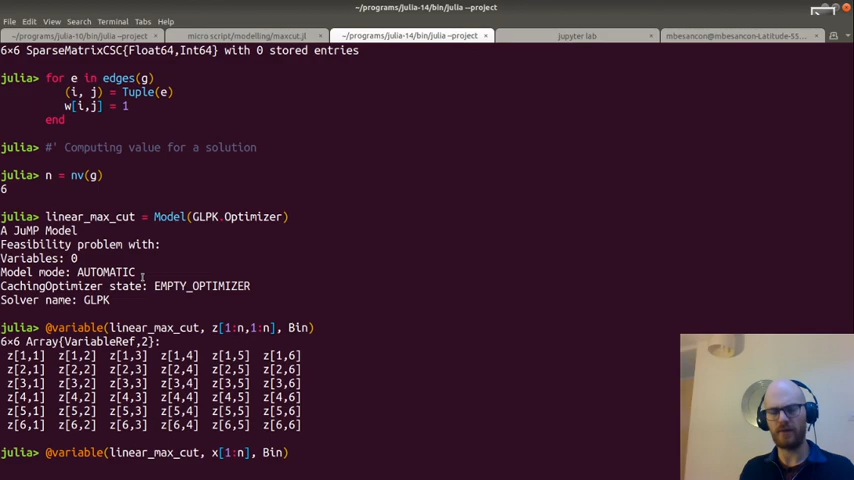 ~/programs/julia-14/bin/julia --project
File Edit View Search Terminal Tabs Help
~/programs/julia-10/bin/julia --project × micro script/modelling/maxcut.jl × ~/programs/julia-14/bin/julia --project × jupyter lab × mbesancon@mbesancon-Latitude-55... ×
6×6 SparseMatrixCSC{Float64,Int64} with 0 stored entries
julia> for e in edges(g)
(i, j) = Tuple(e)
w[i,j] = 1
end
julia> #' Computing value for a solution
julia> n = nv(g)
6
julia> linear_max_cut = Model(GLPK.Optimizer)
A JuMP Model
Feasibility problem with:
Variables: 0
Model mode: AUTOMATIC
CachingOptimizer state: EMPTY_OPTIMIZER
Solver name: GLPK
julia> @variable(linear_max_cut, z[1:n,1:n], Bin)
6×6 Array{VariableRef,2}:
z[1,1] z[1,2] z[1,3] z[1,4] z[1,5] z[1,6]
z[2,1] z[2,2] z[2,3] z[2,4] z[2,5] z[2,6]
z[3,1] z[3,2] z[3,3] z[3,4] z[3,5] z[3,6]
z[4,1] z[4,2] z[4,3] z[4,4] z[4,5] z[4,6]
z[5,1] z[5,2] z[5,3] z[5,4] z[5,5] z[5,6]
z[6,1] z[6,2] z[6,3] z[6,4] z[6,5] z[6,6]
julia> @variable(linear_max_cut, x[1:n], Bin)